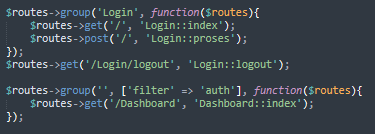 $routes->group('Login', function($routes){
    $routes->get('/', 'Login::index');
    $routes->post('/', 'Login::proses');
});
$routes->get('/Login/logout', 'Login::logout');

$routes->group('', ['filter' => 'auth'], function($routes){
    $routes->get('/Dashboard', 'Dashboard::index');
});